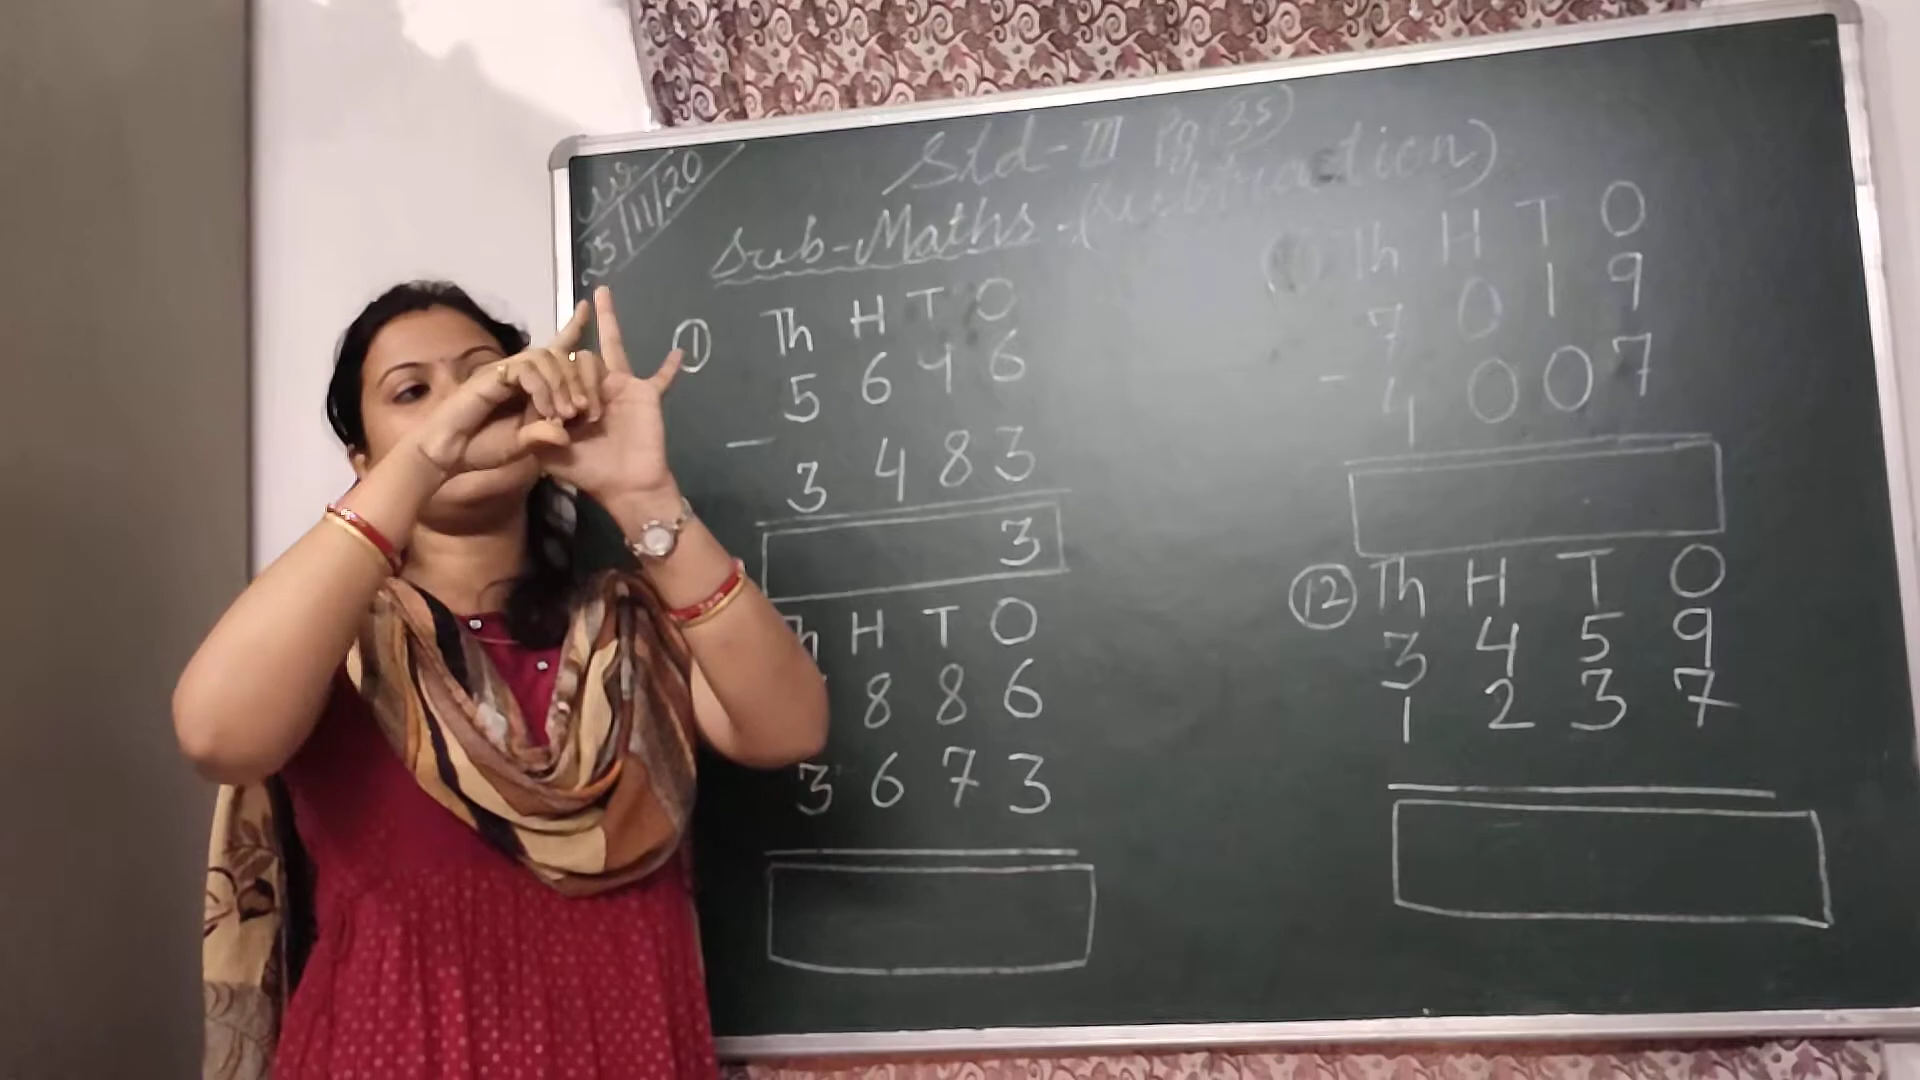 25/11/20
Std-III Pg 35
Sub-Maths-(Subtraction)
① Th H T O
5 6 4 6
- 3 4 8 3
3
H T O
8 8 6
3 6 7 3
Th H T O
7 0 1 9
- 1 0 0 7
⑫ Th H T O
3 4 5 9
1 2 3 7